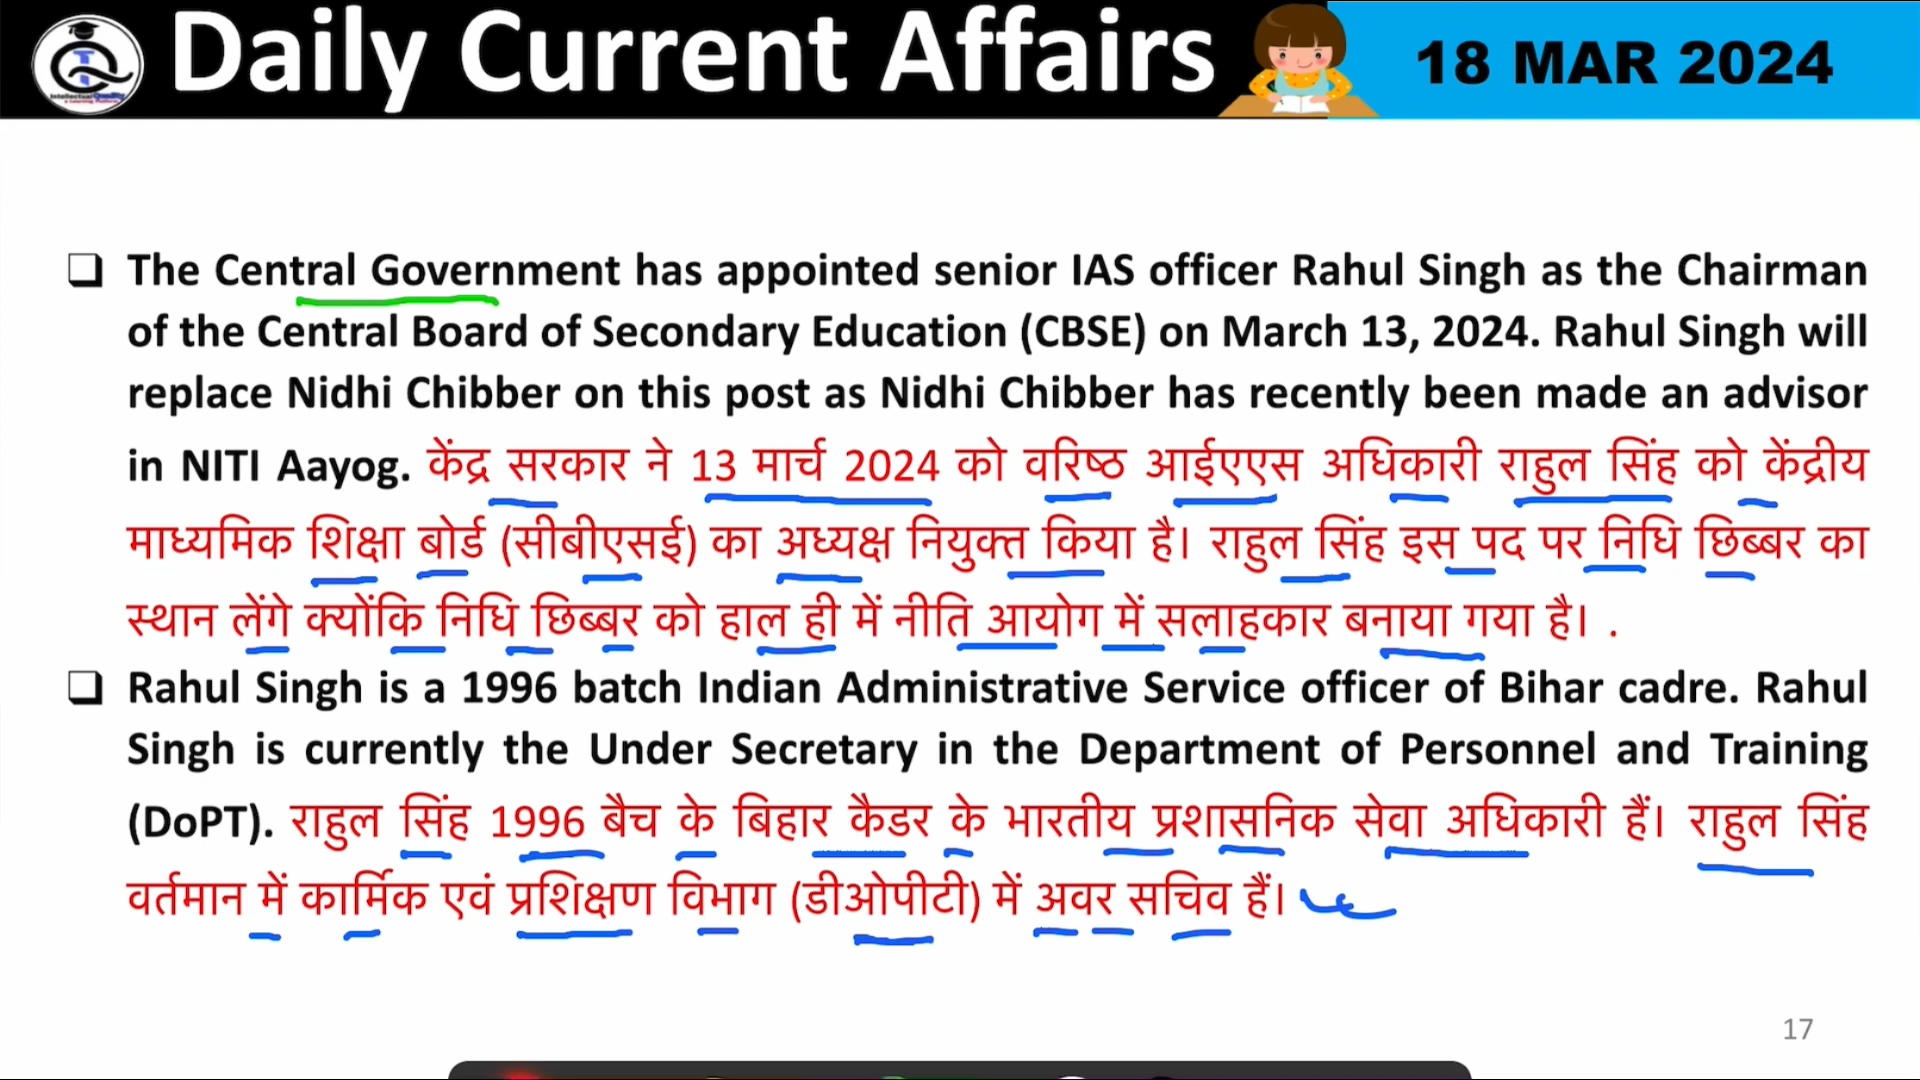 Daily Current Affairs
18 MAR 2024
The Central Government has appointed senior IAS officer Rahul Singh as the Chairman
of the Central Board of Secondary Education (CBSE) on March 13, 2024. Rahul Singh will
replace Nidhi Chibber on this post as Nidhi Chibber has recently been made an advisor
in NITI Aayog. केंद्र सरकार ने 13 मार्च 2024 को वरिष्ठ आईएएस अधिकारी राहुल सिंह को केंद्रीय
माध्यमिक शिक्षा बोर्ड (सीबीएसई) का अध्यक्ष नियुक्त किया है। राहुल सिंह इस पद पर निधि छिब्बर का
स्थान लेंगे क्योंकि निधि छिब्बर को हाल ही में नीति आयोग में सलाहकार बनाया गया है। .
Rahul Singh is a 1996 batch Indian Administrative Service officer of Bihar cadre. Rahul
Singh is currently the Under Secretary in the Department of Personnel and Training
(DoPT). राहुल सिंह 1996 बैच के बिहार कैडर के भारतीय प्रशासनिक सेवा अधिकारी हैं। राहुल सिंह
वर्तमान में कार्मिक एवं प्रशिक्षण विभाग (डीओपीटी) में अवर सचिव हैं।
17